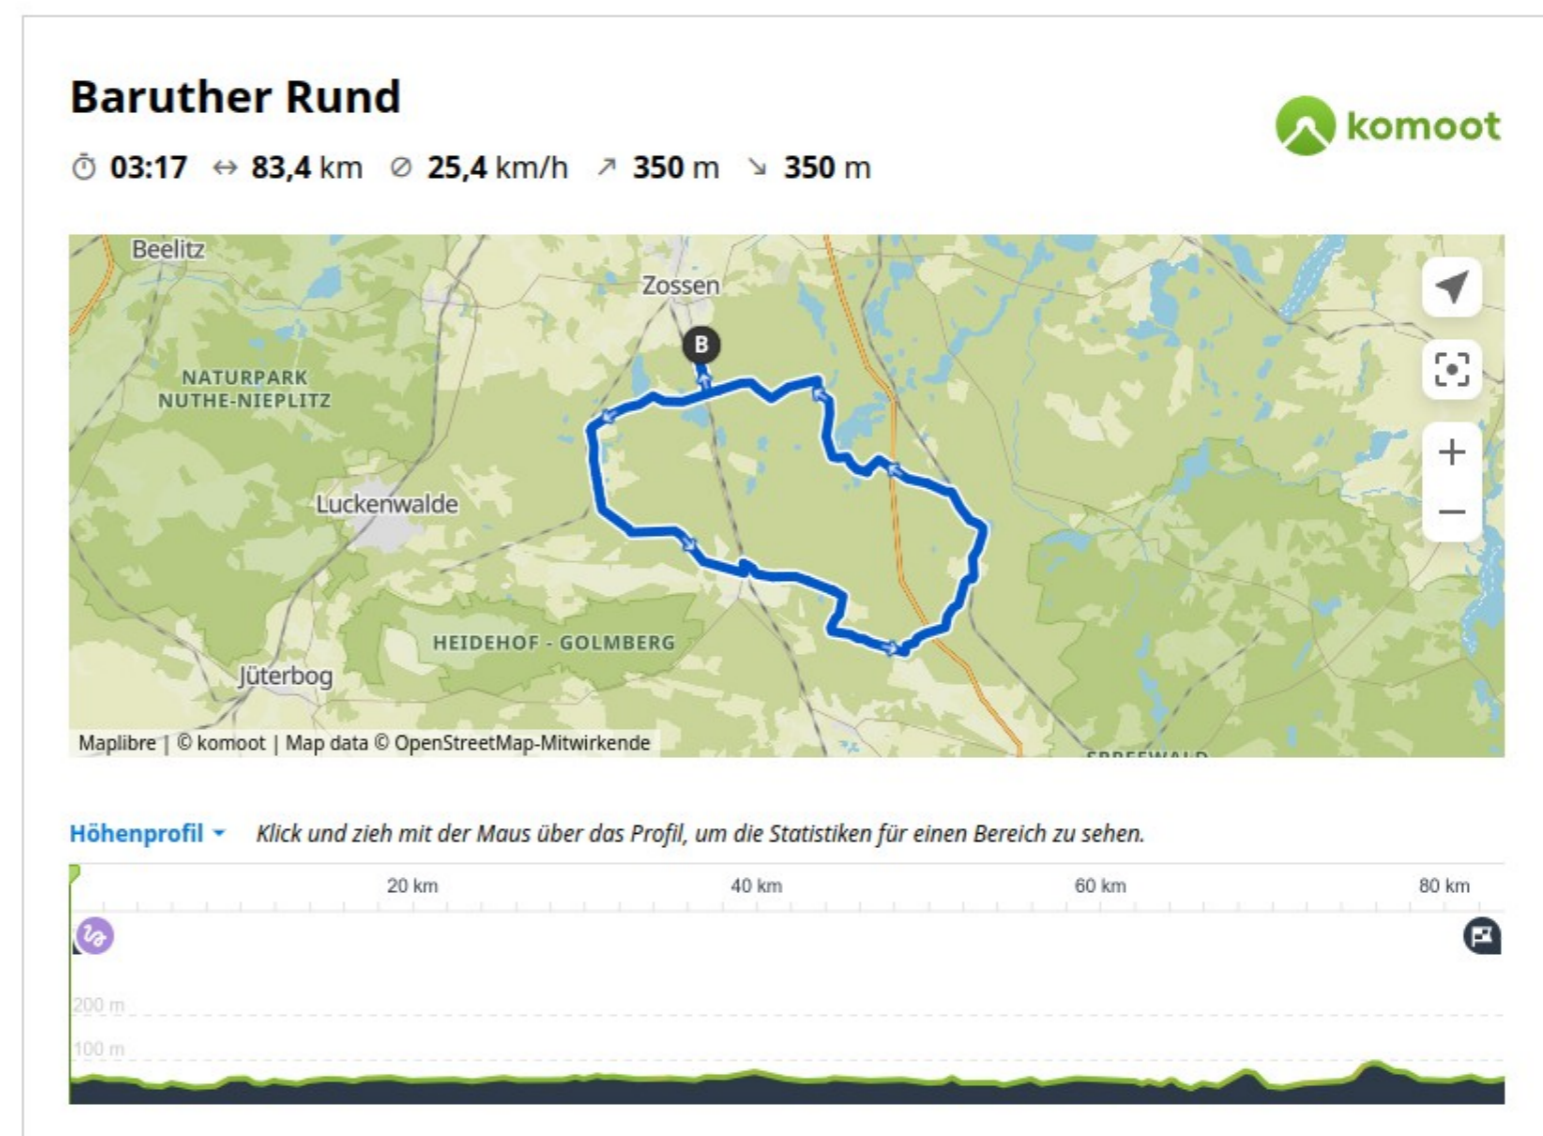 Baruther Rund
komoot
03:17 83,4 km 25,4 km/h 350 m 350 m
Beelitz
Zossen
B
NATURPARK
NUTHE-NIEPLITZ
Luckenwalde
HEIDEHOF - GOLMBERG
Jüterbog
Maplibre | © komoot | Map data © OpenStreetMap-Mitwirkende
SPREEWALD
Höhenprofil Klick und zieh mit der Maus über das Profil, um die Statistiken für einen Bereich zu sehen.
20 km 40 km 60 km 80 km
200 m
100 m